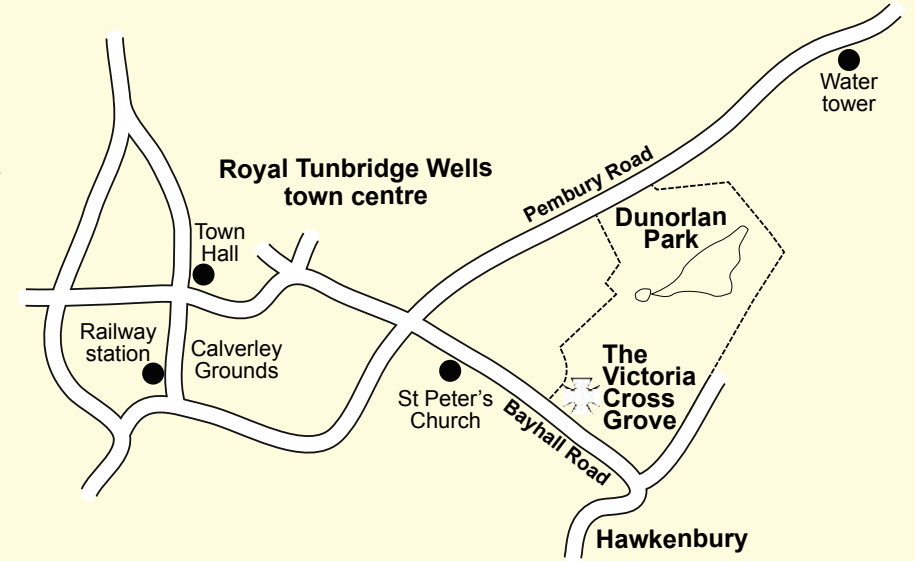 Water
tower
Pembury Road
Royal Tunbridge Wells
town centre
Dunorlan
Park
Town
Hall
Railway
station
Calverley
Grounds
The
Victoria
Cross
Grove
St Peter's
Church
Bayhall Road
Hawkenbury